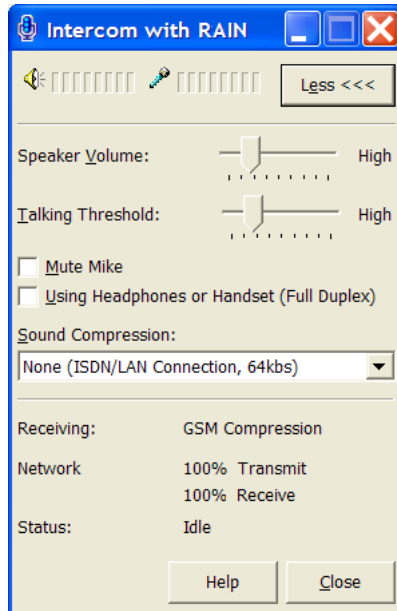 Intercom with RAIN
Less <<<
Speaker Volume: High
Talking Threshold: High
Mute Mike
Using Headphones or Handset (Full Duplex)
Sound Compression:
None (ISDN/LAN Connection, 64kbs)
Receiving: GSM Compression
Network 100% Transmit
100% Receive
Status: Idle
Help Close